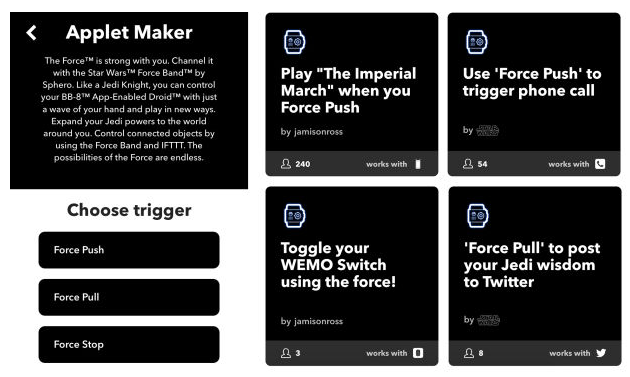 Applet Maker
The Force™ is strong with you. Channel it
with the Star Wars™ Force Band™ by
Sphero. Like a Jedi Knight, you can control
your BB-8™ App-Enabled Droid™ with just
a wave of your hand and play in new ways.
Expand your Jedi powers to the world
around you. Control connected objects by
using the Force Band and IFTTT. The
possibilities of the Force are endless.
Choose trigger
Force Push
Force Pull
Force Stop
Play "The Imperial
March" when you
Force Push
by jamisonross
240 works with
Use 'Force Push' to
trigger phone call
by STAR WARS
54 works with
Toggle your
WEMO Switch
using the force!
by jamisonross
3 works with
'Force Pull' to post
your Jedi wisdom
to Twitter
by STAR WARS
8 works with